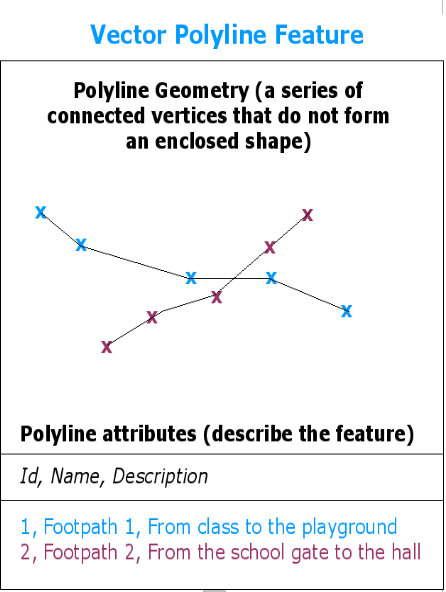 Vector Polyline Feature
Polyline Geometry (a series of
connected vertices that do not form
an enclosed shape)
X
X
X
X
X
X
X
X
X
X
Polyline attributes (describe the feature)
Id, Name, Description
1, Footpath 1, From class to the playground
2, Footpath 2, From the school gate to the hall